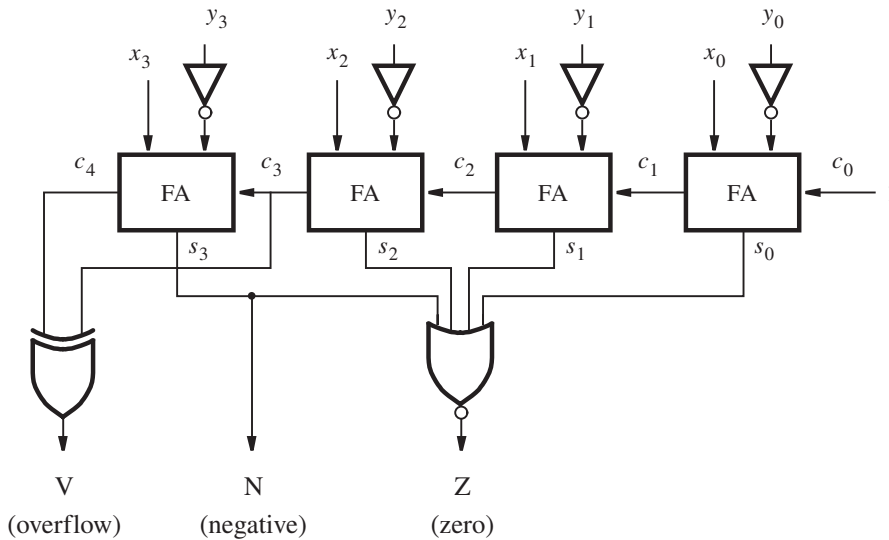 y3 y2 y1 y0
x3 x2 x1 x0
c4 c3 c2 c1 c0
FA FA FA FA
s3 s2 s1 s0
V N Z
(overflow) (negative) (zero)